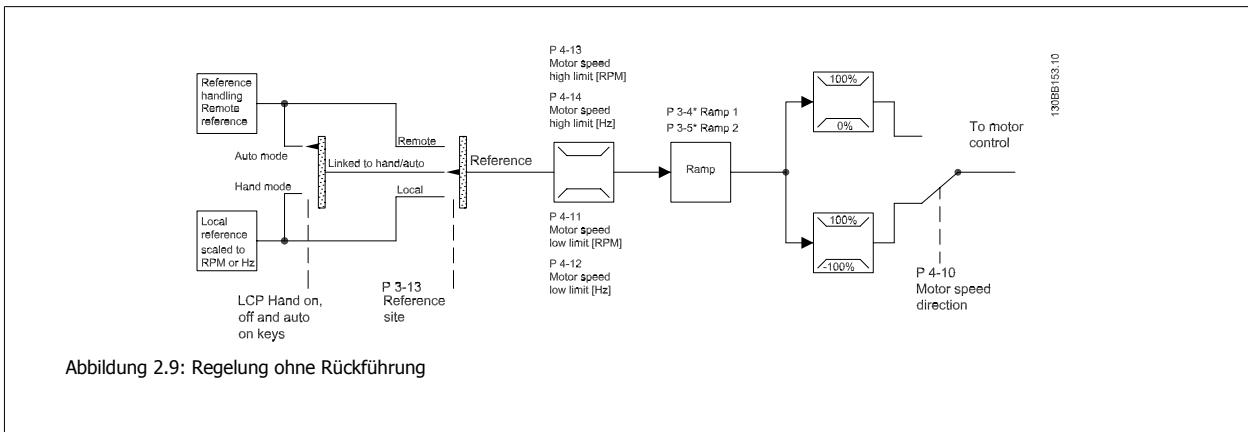 Reference
handling
Remote
reference
Auto mode
Hand mode
Local
reference
scaled to
RPM or Hz
LCP Hand on,
off and auto
on keys
Linked to hand/auto
Remote
Local
P 3-13
Reference
site
Reference
P 4-13
Motor speed
high limit [RPM]
P 4-14
Motor speed
high limit [Hz]
P 4-11
Motor speed
low limit [RPM]
P 4-12
Motor speed
low limit [Hz]
P 3-4* Ramp 1
P 3-5* Ramp 2
Ramp
100%
0%
100%
-100%
To motor
control
P 4-10
Motor speed
direction
130BB153.10
Abbildung 2.9: Regelung ohne Rückführung